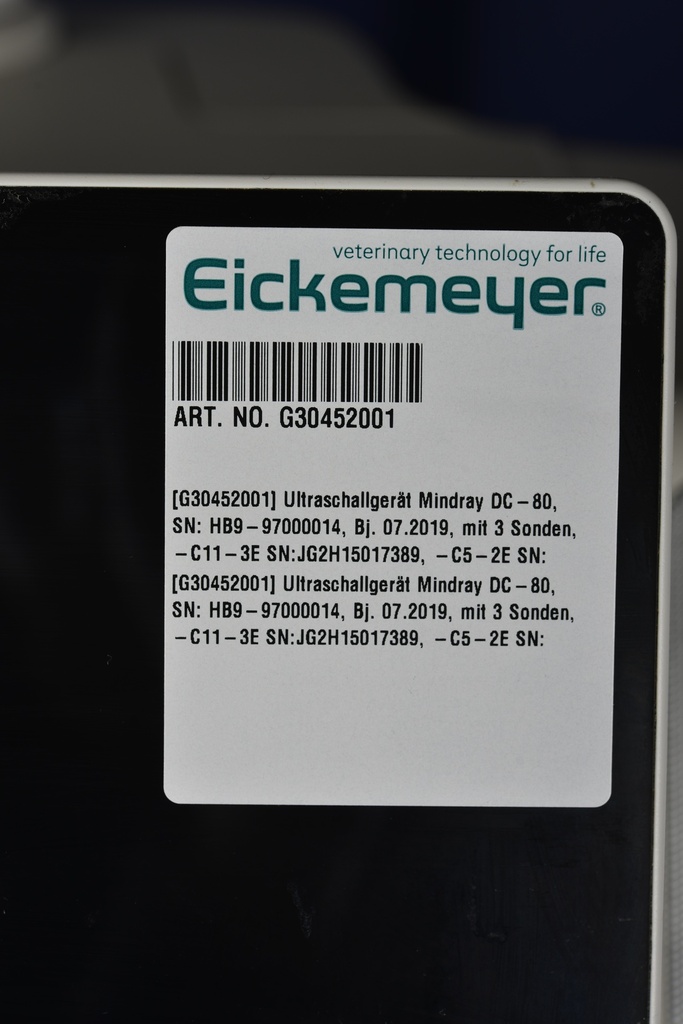 veterinary technology for life
Eickemeyer®
ART. NO. G30452001
[G30452001] Ultraschallgerät Mindray DC-80,
SN: HB9-97000014, Bj. 07.2019, mit 3 Sonden,
-C11-3E SN:JG2H15017389, -C5-2E SN:
[G30452001] Ultraschallgerät Mindray DC-80,
SN: HB9-97000014, Bj. 07.2019, mit 3 Sonden,
-C11-3E SN:JG2H15017389, -C5-2E SN: